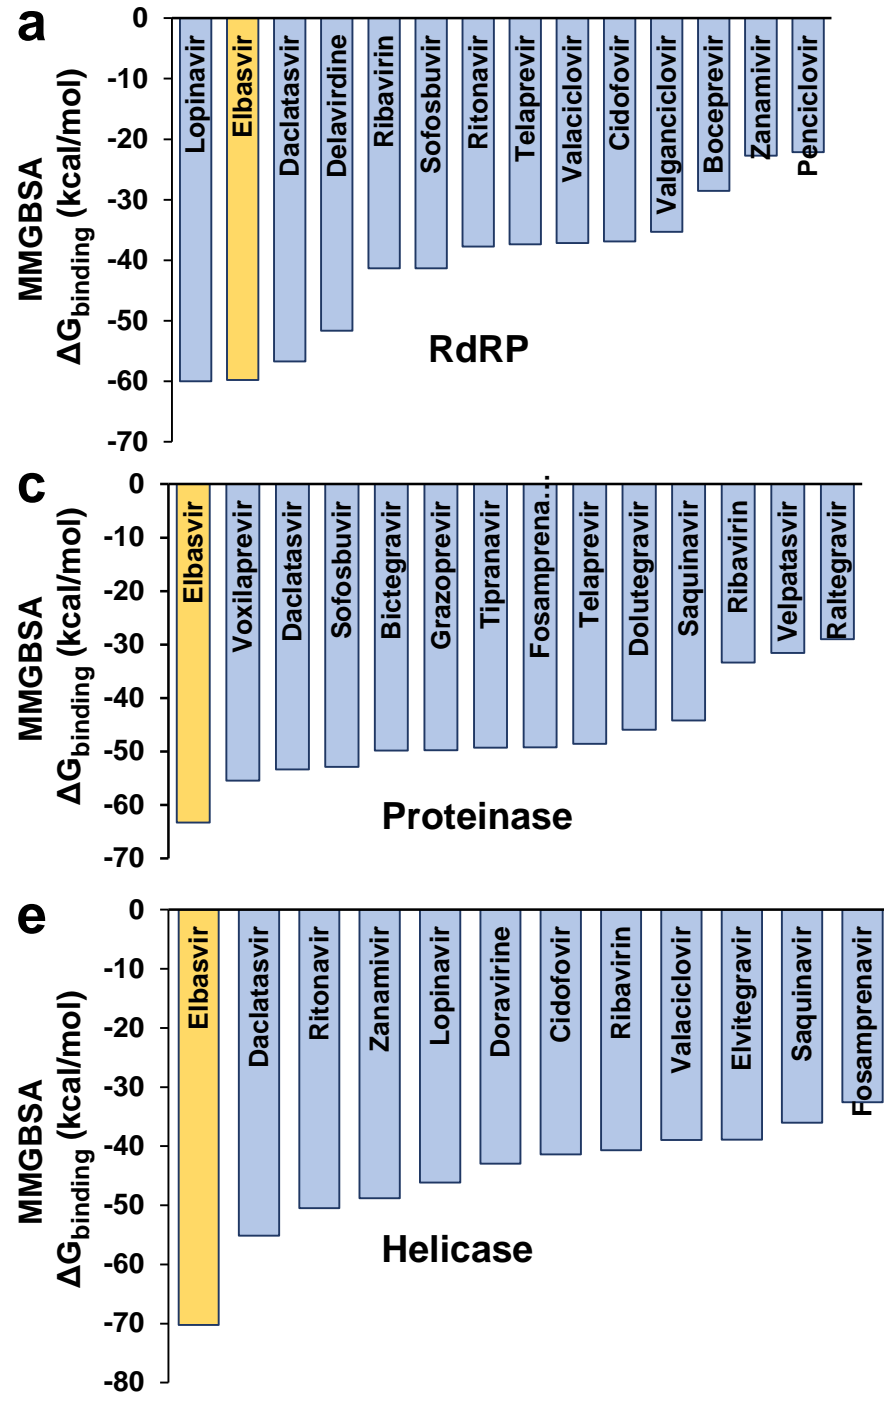 a
MMGBSA
ΔGbinding (kcal/mol)
0
-10
-20
-30
-40
-50
-60
-70
Lopinavir
Elbasvir
Daclatasvir
Delavirdine
Ribavirin
Sofosbuvir
Ritonavir
Telaprevir
Valaciclovir
Cidofovir
Valganciclovir
Boceprevir
Zanamivir
Penciclovir
RdRP
c
MMGBSA
ΔGbinding (kcal/mol)
0
-10
-20
-30
-40
-50
-60
-70
Elbasvir
Voxilaprevir
Daclatasvir
Sofosbuvir
Bictegravir
Grazoprevir
Tipranavir
Fosamprena...
Telaprevir
Dolutegravir
Saquinavir
Ribavirin
Velpatasvir
Raltegravir
Proteinase
e
MMGBSA
ΔGbinding (kcal/mol)
0
-10
-20
-30
-40
-50
-60
-70
-80
Elbasvir
Daclatasvir
Ritonavir
Zanamivir
Lopinavir
Doravirine
Cidofovir
Ribavirin
Valaciclovir
Elvitegravir
Saquinavir
Fosamprenavir
Helicase